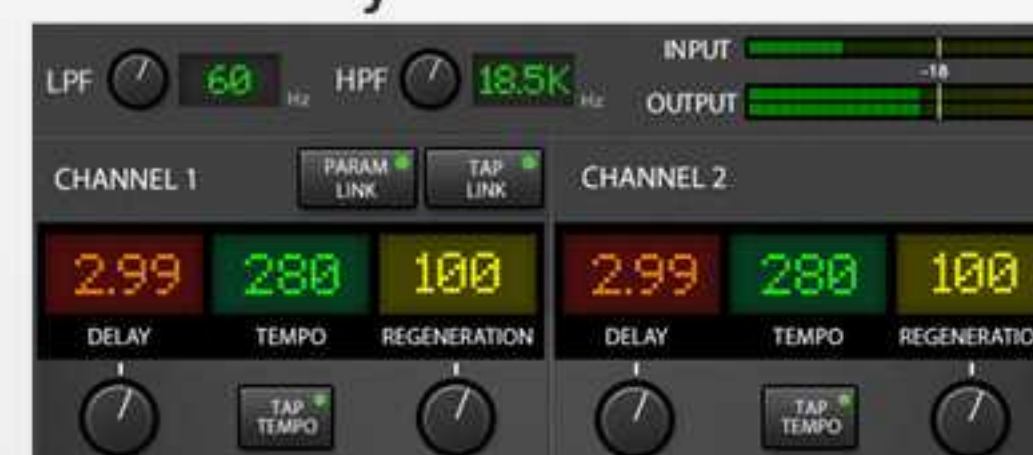 LPF 60 Hz HPF 18.5K Hz INPUT
-18
OUTPUT
CHANNEL 1 PARAM LINK TAP LINK CHANNEL 2
2.99 280 100 2.99 280 100
DELAY TEMPO REGENERATION DELAY TEMPO REGENERATIO
TAP TEMPO TAP TEMPO